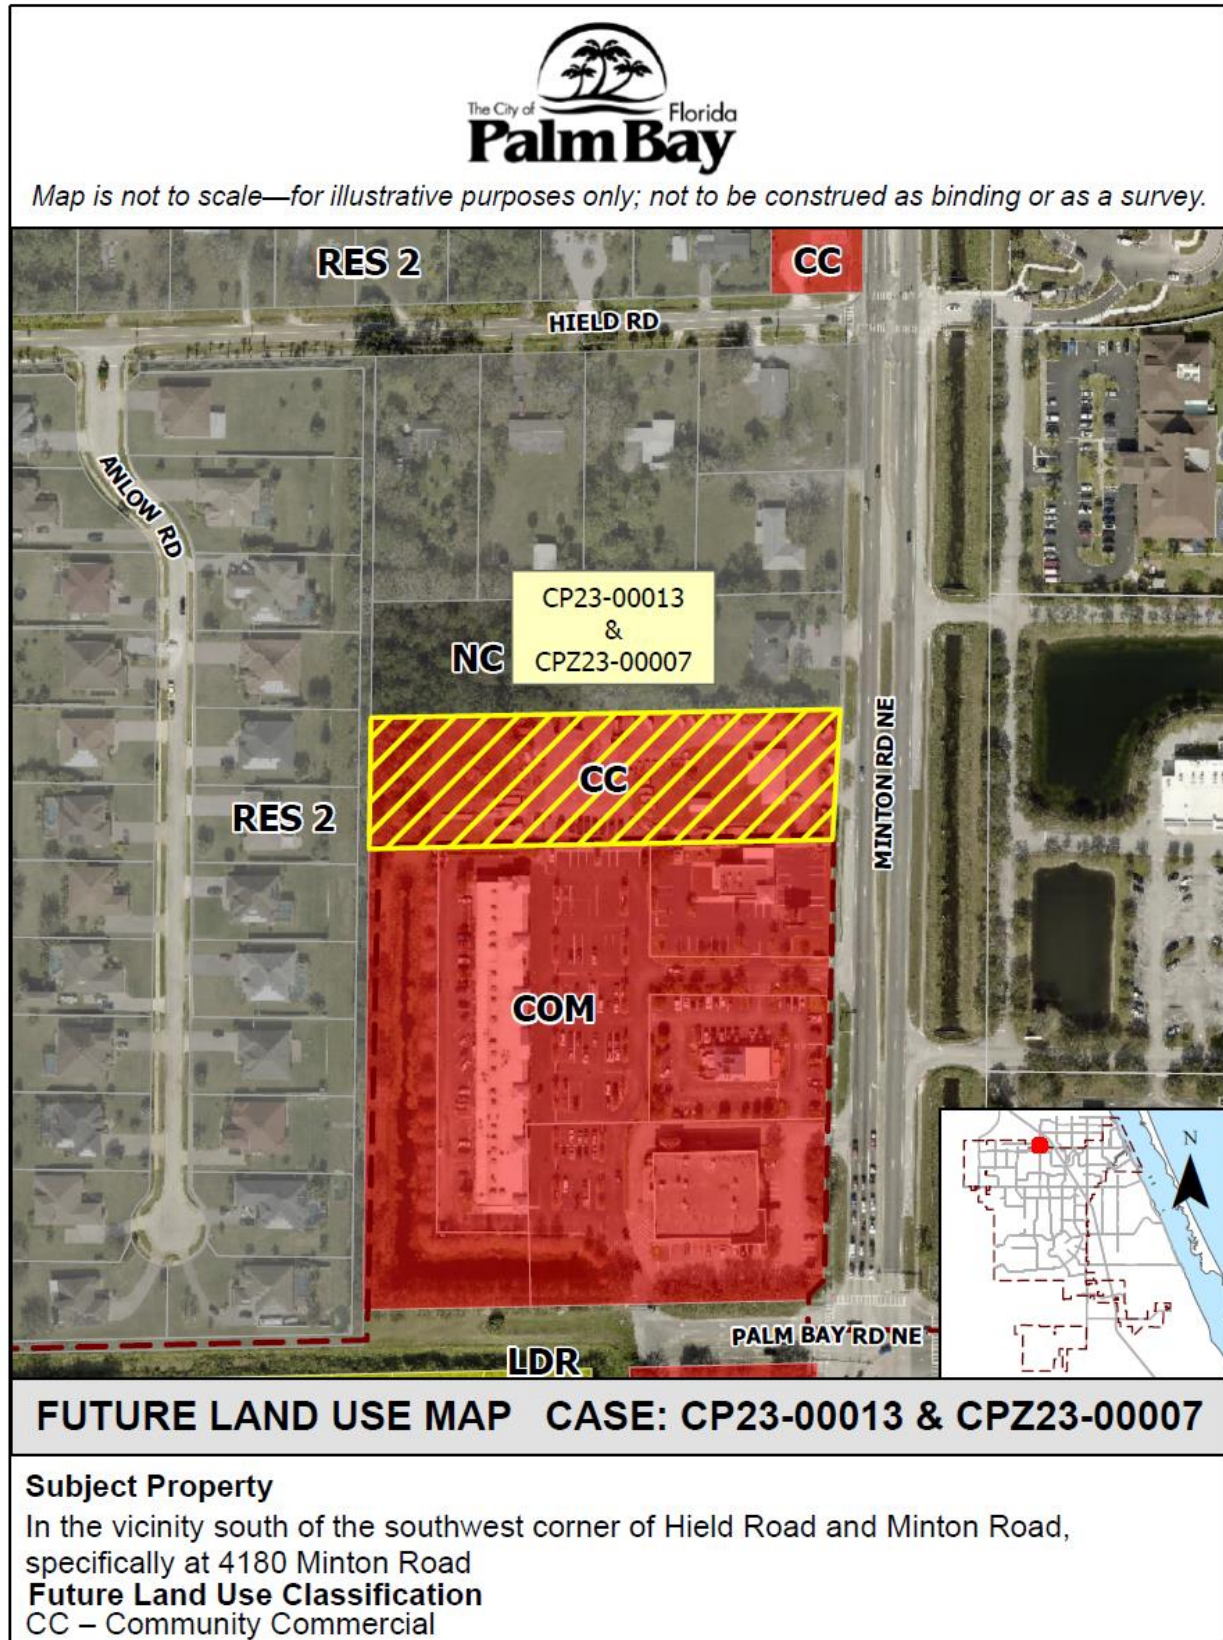 The City of Florida
Palm Bay
Map is not to scale—for illustrative purposes only; not to be construed as binding or as a survey.
RES 2
CC
HIELD RD
ANLOW RD
CP23-00013
&
CPZ23-00007
NC
CC
MINTON RD NE
RES 2
COM
N
PALM BAY RD NE
LDR
FUTURE LAND USE MAP CASE: CP23-00013 & CPZ23-00007
Subject Property
In the vicinity south of the southwest corner of Hield Road and Minton Road,
specifically at 4180 Minton Road
Future Land Use Classification
CC – Community Commercial